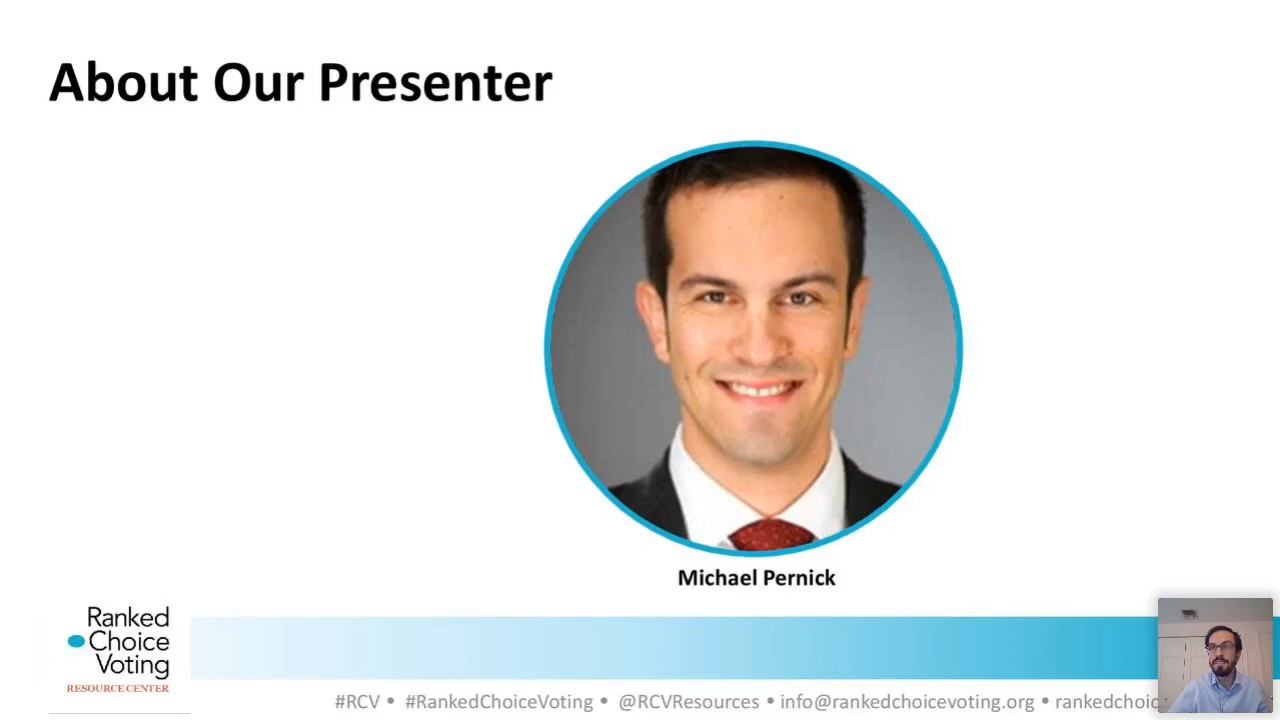 About Our Presenter
Michael Pernick
Ranked
Choice
Voting
RESOURCE CENTER
#RCV • #RankedChoiceVoting • @RCVResources • info@rankedchoicevoting.org •